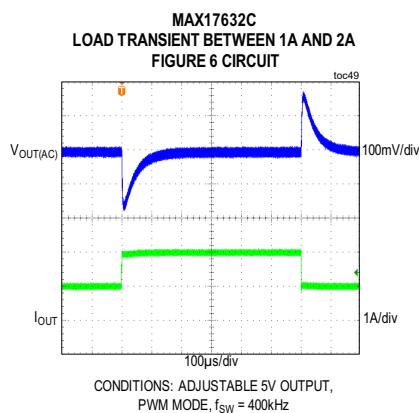 MAX17632C
LOAD TRANSIENT BETWEEN 1A AND 2A
FIGURE 6 CIRCUIT
toc49
T
VOUT(AC)
100mV/div
IOUT
1A/div
100µs/div
CONDITIONS: ADJUSTABLE 5V OUTPUT,
PWM MODE, fSW = 400kHz